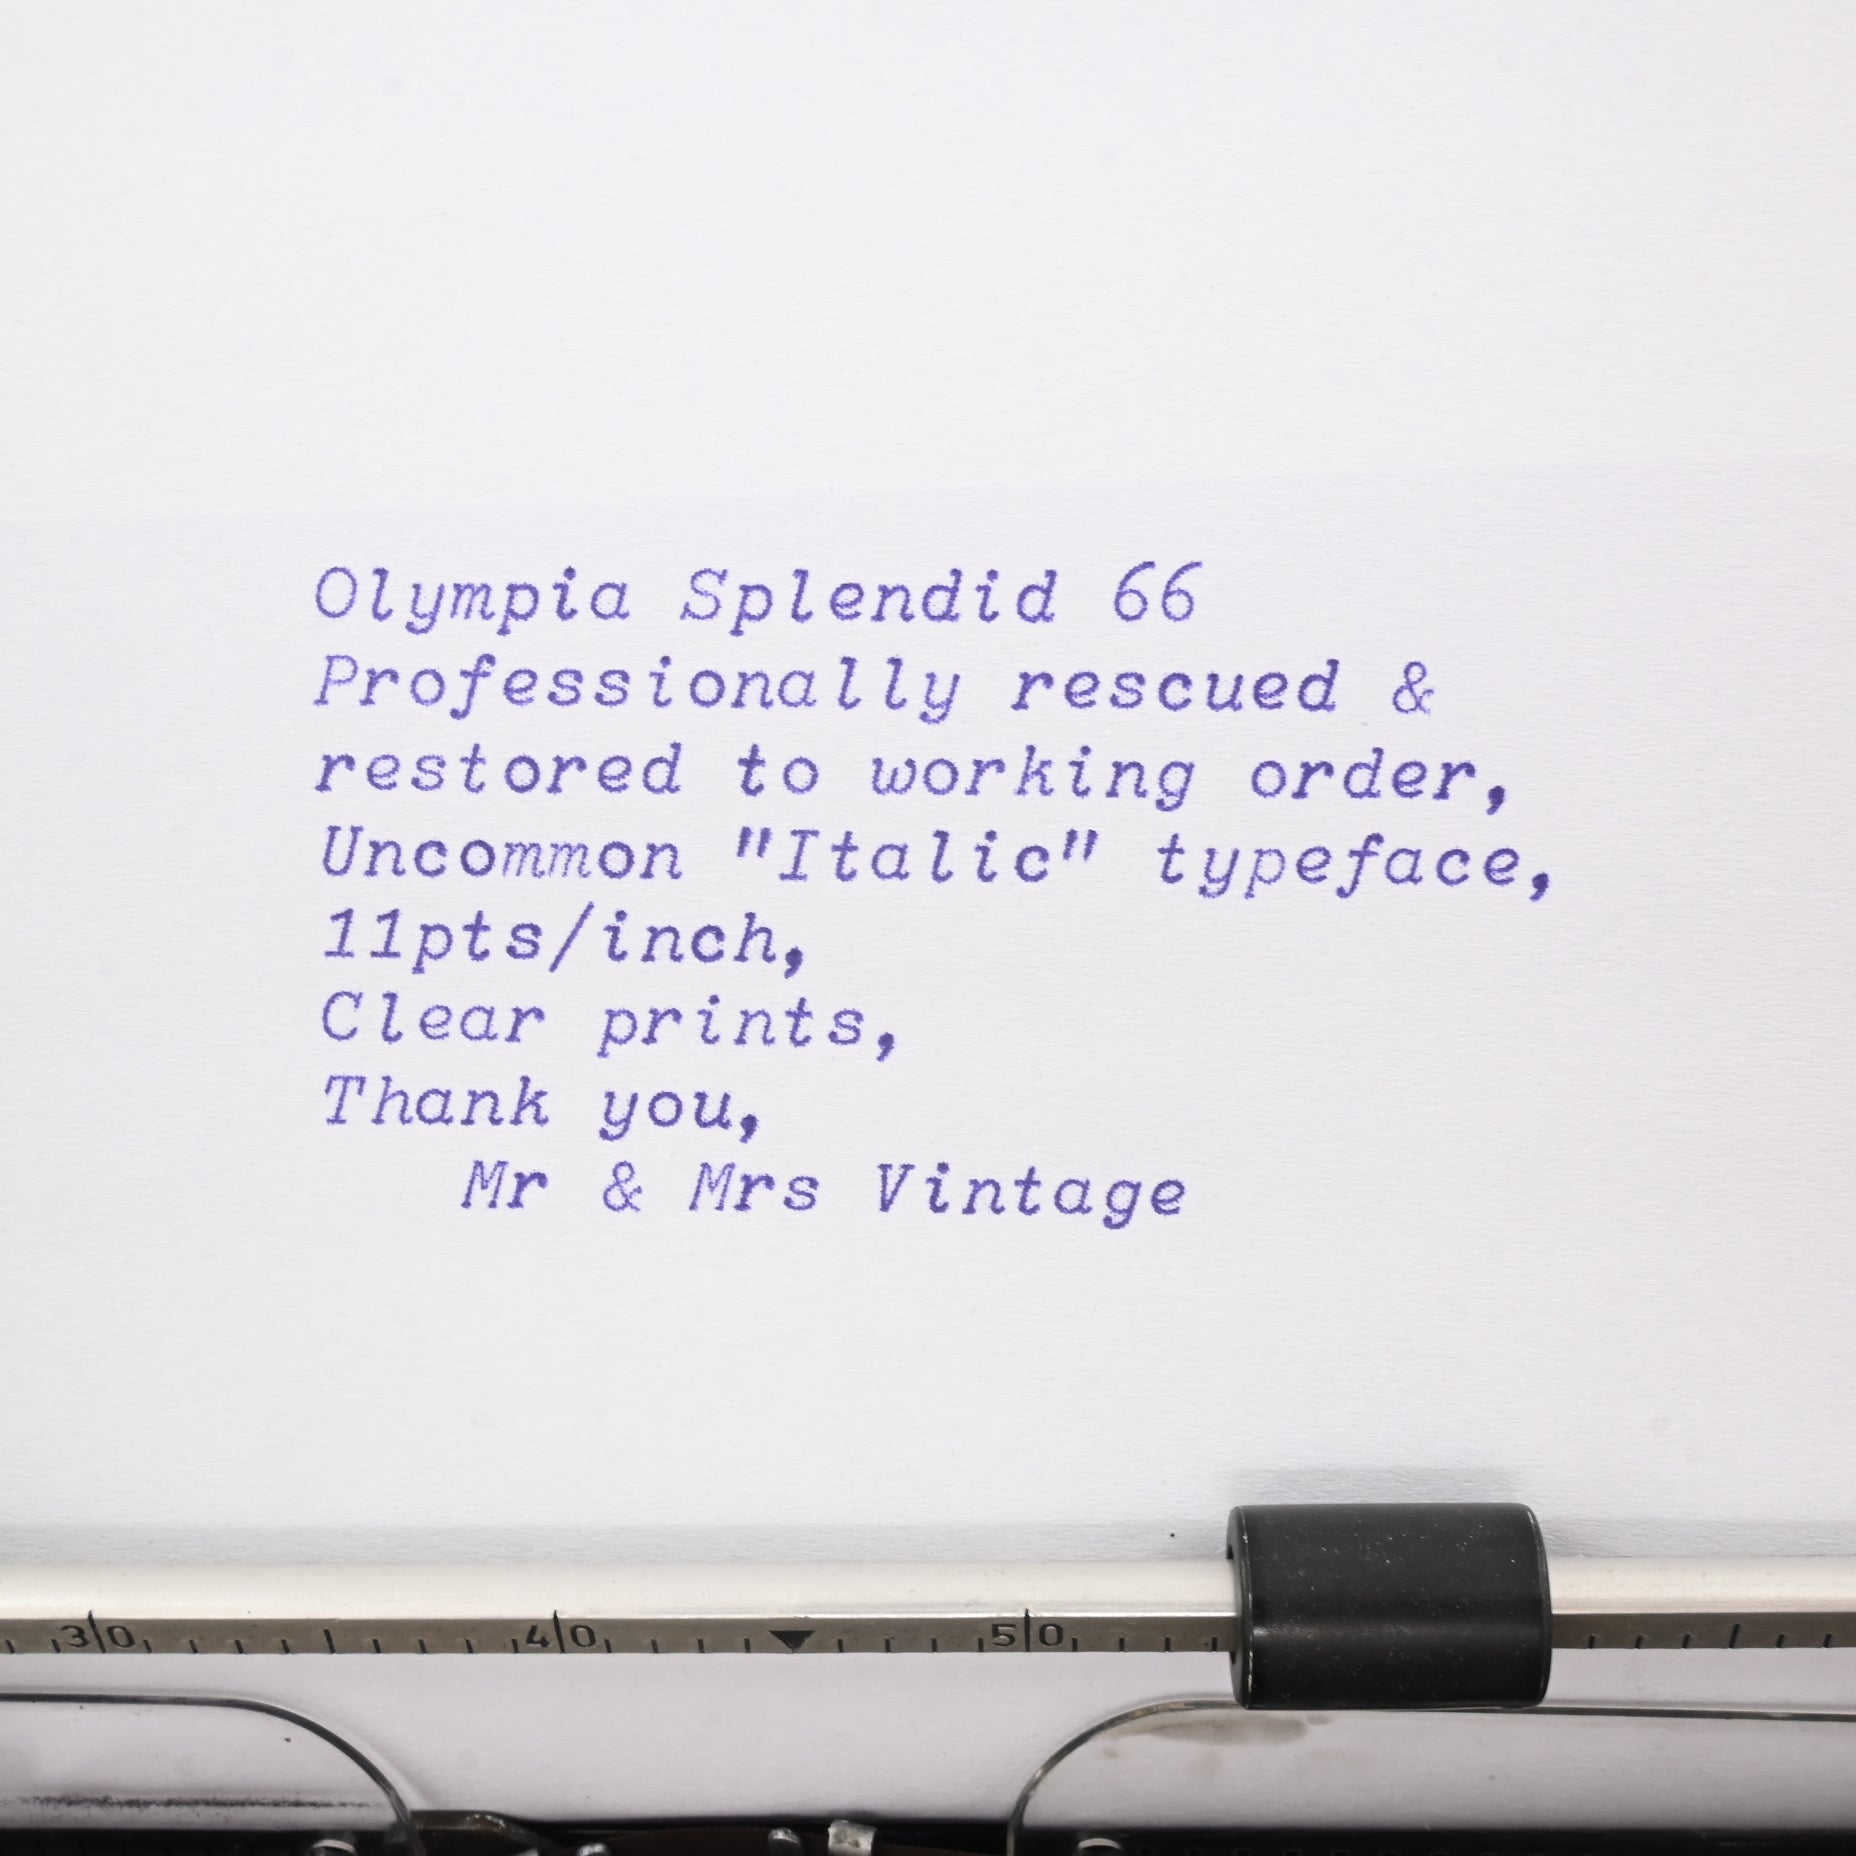 Olympia Splendid 66
Professionally rescued &
restored to working order,
Uncommon "Italic" typeface,
11pts/inch,
Clear prints,
Thank you,
Mr & Mrs Vintage
30 40 50